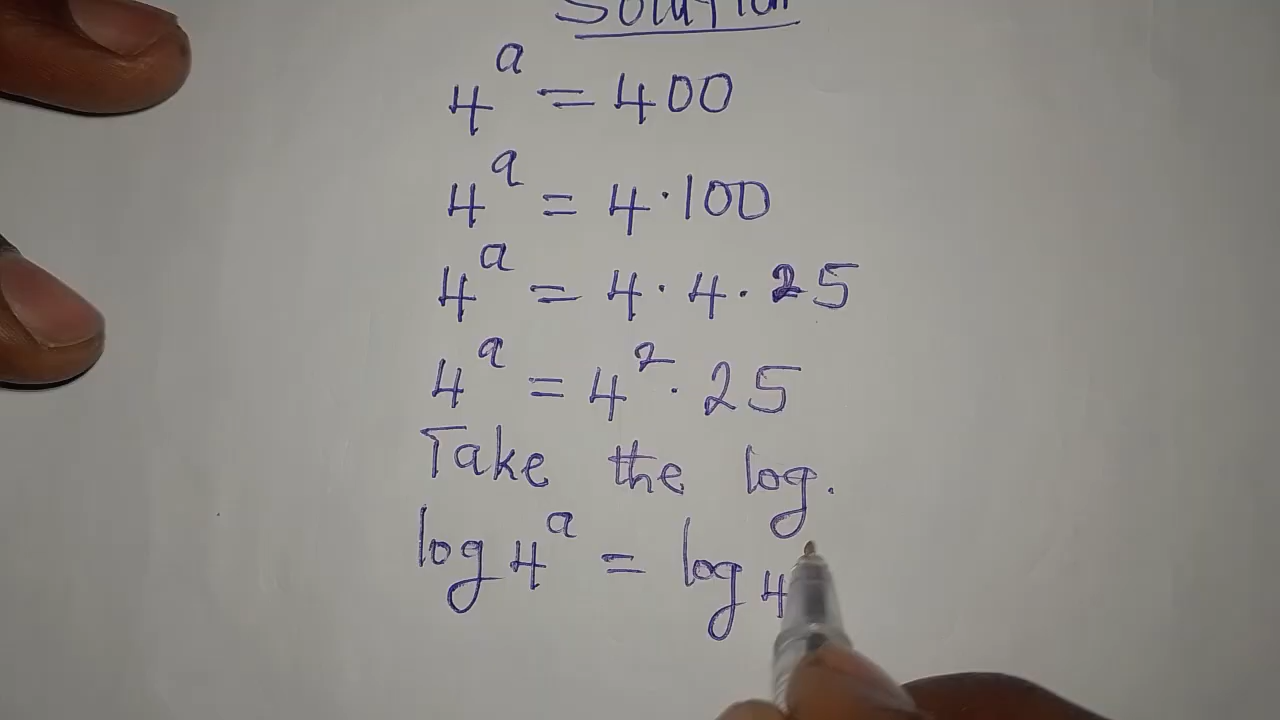 Solution
4^a = 400
4^a = 4·100
4^a = 4·4·25
4^a = 4^2·25
Take the log.
log 4^a = log 4